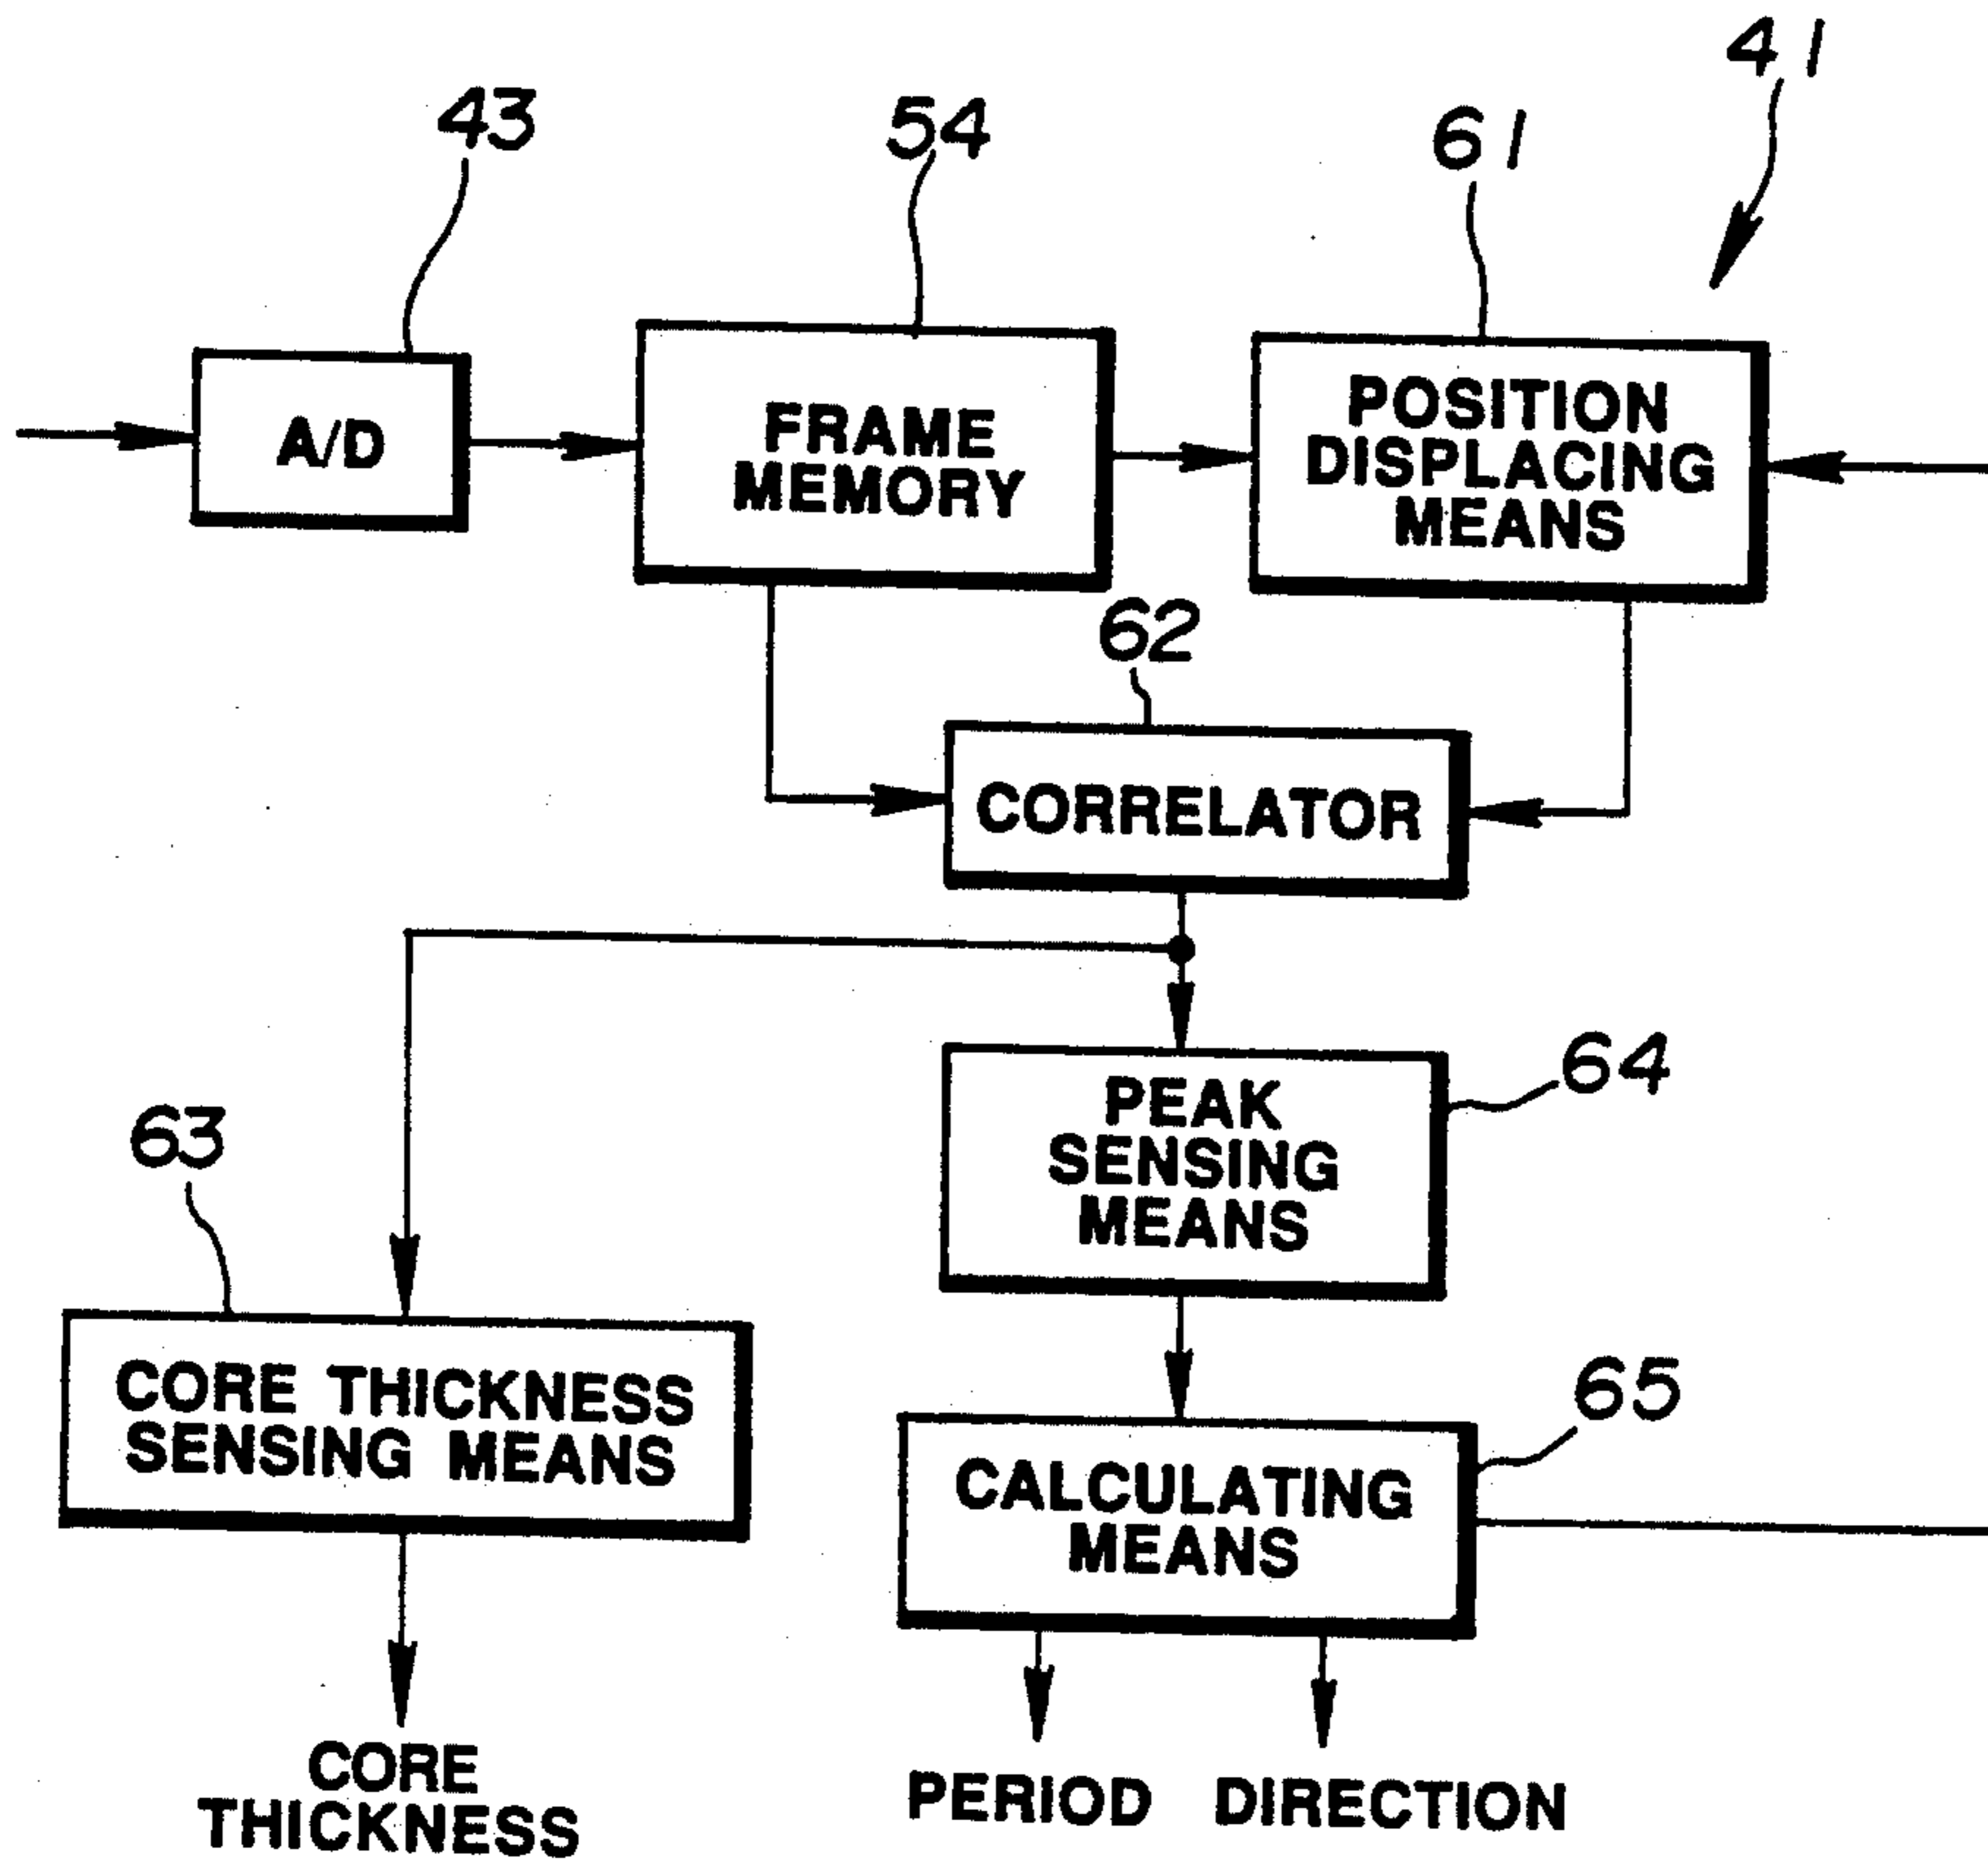 41
43
54
61
A/D
FRAME
MEMORY
POSITION
DISPLACING
MEANS
62
CORRELATOR
64
PEAK
SENSING
MEANS
63
CORE THICKNESS
SENSING MEANS
65
CALCULATING
MEANS
CORE
THICKNESS
PERIOD
DIRECTION